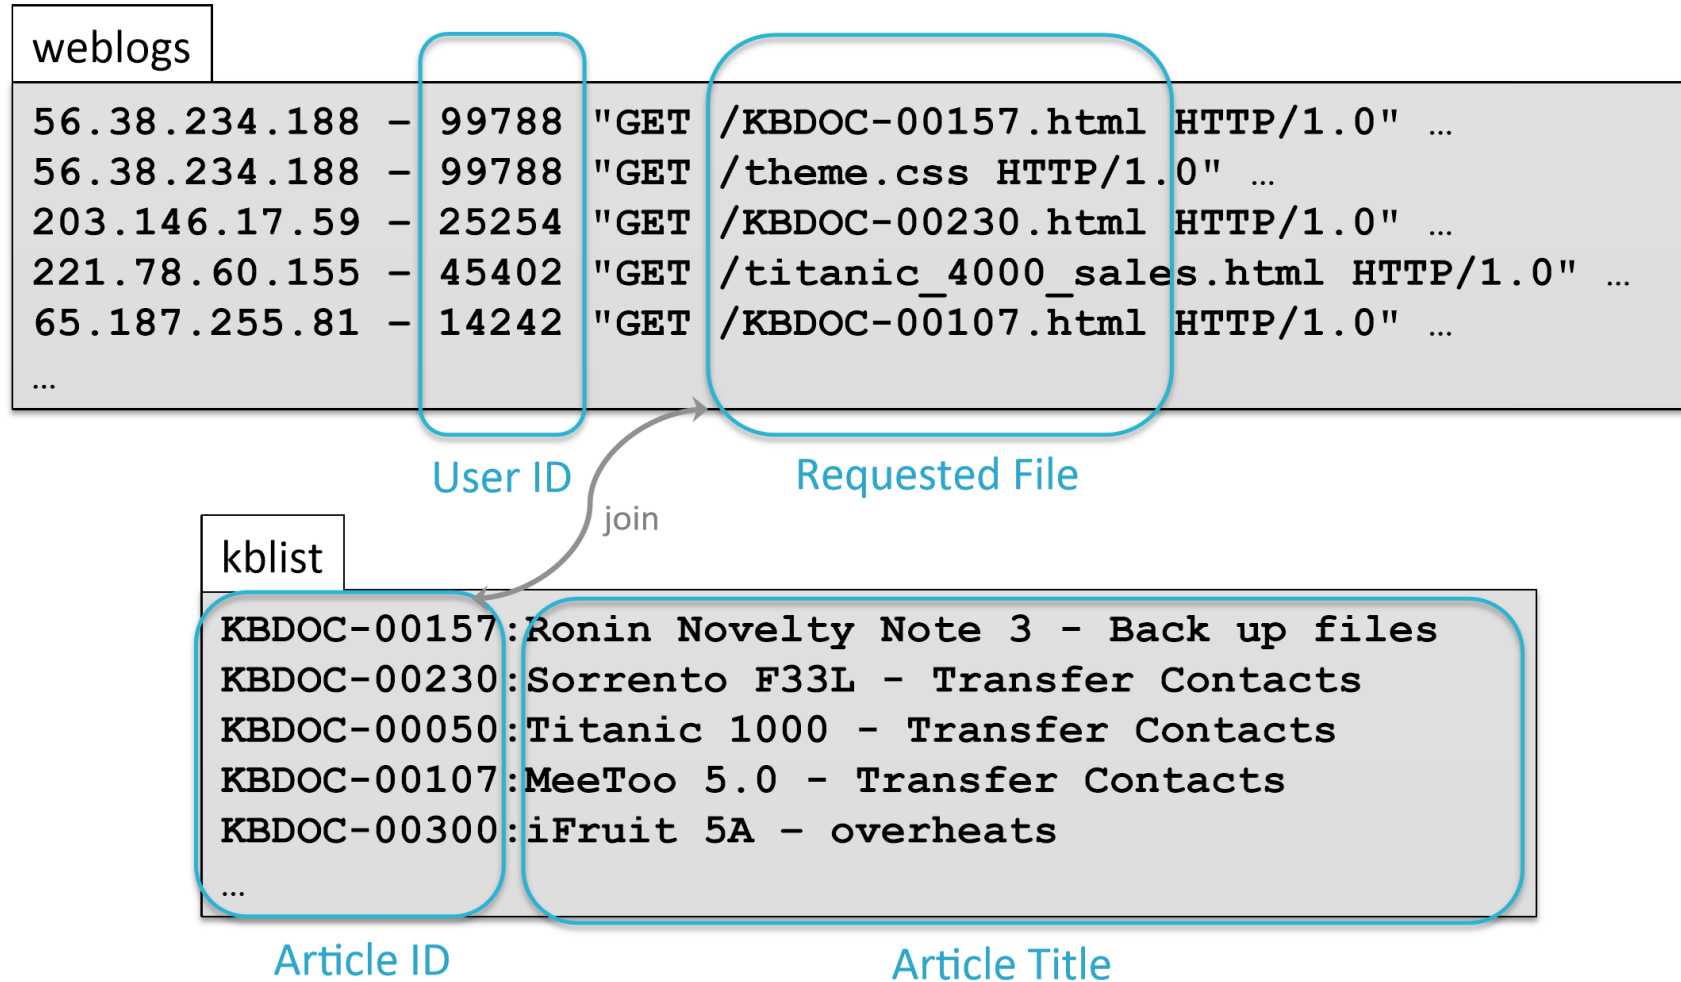 weblogs
56.38.234.188 – 99788 "GET /KBDOC-00157.html HTTP/1.0" …
56.38.234.188 – 99788 "GET /theme.css HTTP/1.0" …
203.146.17.59 – 25254 "GET /KBDOC-00230.html HTTP/1.0" …
221.78.60.155 – 45402 "GET /titanic_4000_sales.html HTTP/1.0" …
65.187.255.81 – 14242 "GET /KBDOC-00107.html HTTP/1.0" …
…
User ID
Requested File
join
kblist
KBDOC-00157:Ronin Novelty Note 3 - Back up files
KBDOC-00230:Sorrento F33L - Transfer Contacts
KBDOC-00050:Titanic 1000 - Transfer Contacts
KBDOC-00107:MeeToo 5.0 - Transfer Contacts
KBDOC-00300:iFruit 5A – overheats
…
Article ID
Article Title